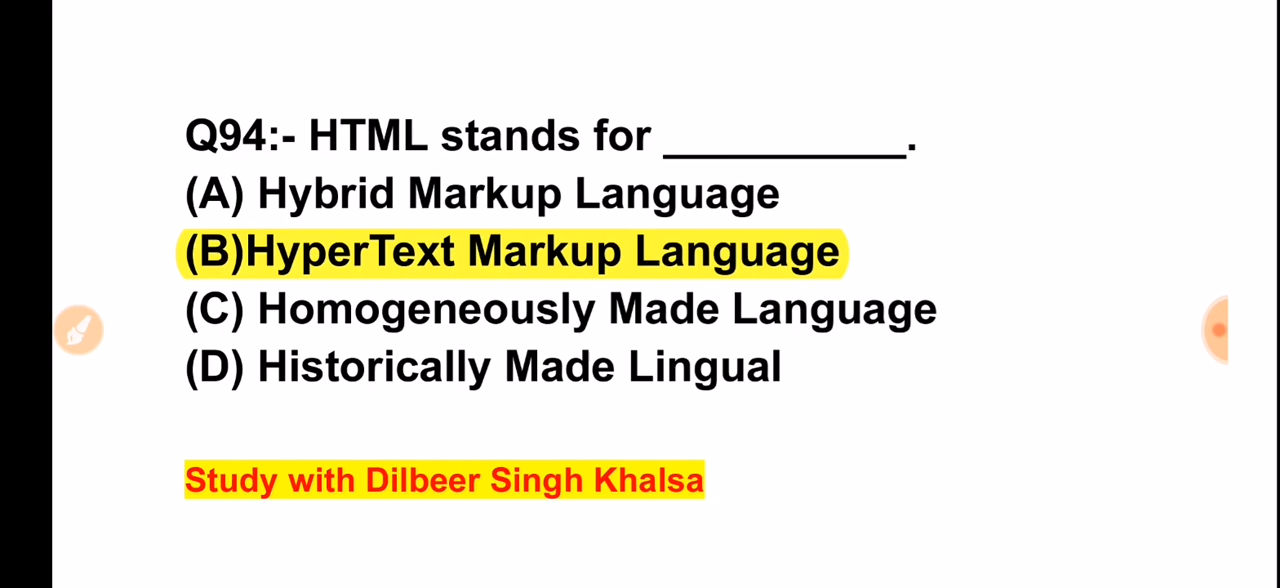 Q94:- HTML stands for __________.
(A) Hybrid Markup Language
(B)HyperText Markup Language
(C) Homogeneously Made Language
(D) Historically Made Lingual
Study with Dilbeer Singh Khalsa